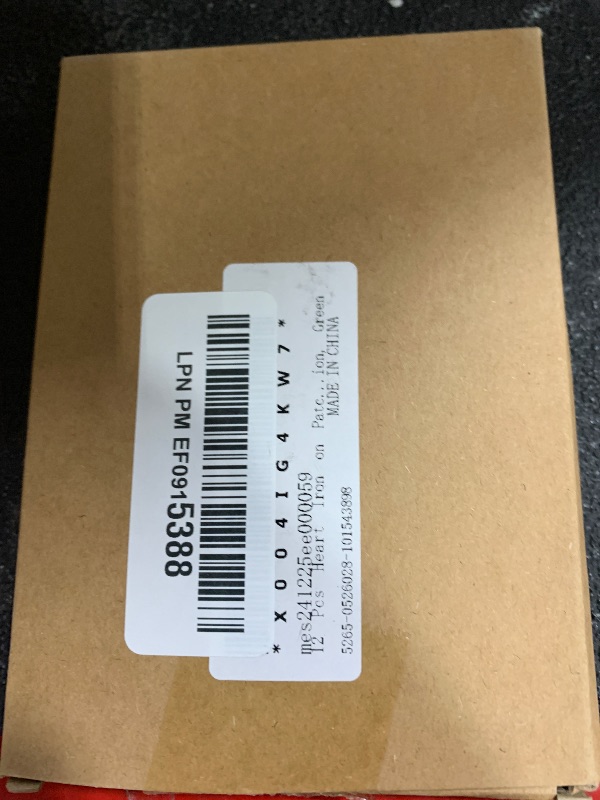 LPN PM EF0915388
* X 0 0 4 I G 4 K W 7 *
mes241225ee000059
12 Pcs Heart Iron on Patc...ion, Green
MADE IN CHINA
5265-0526028-101543898